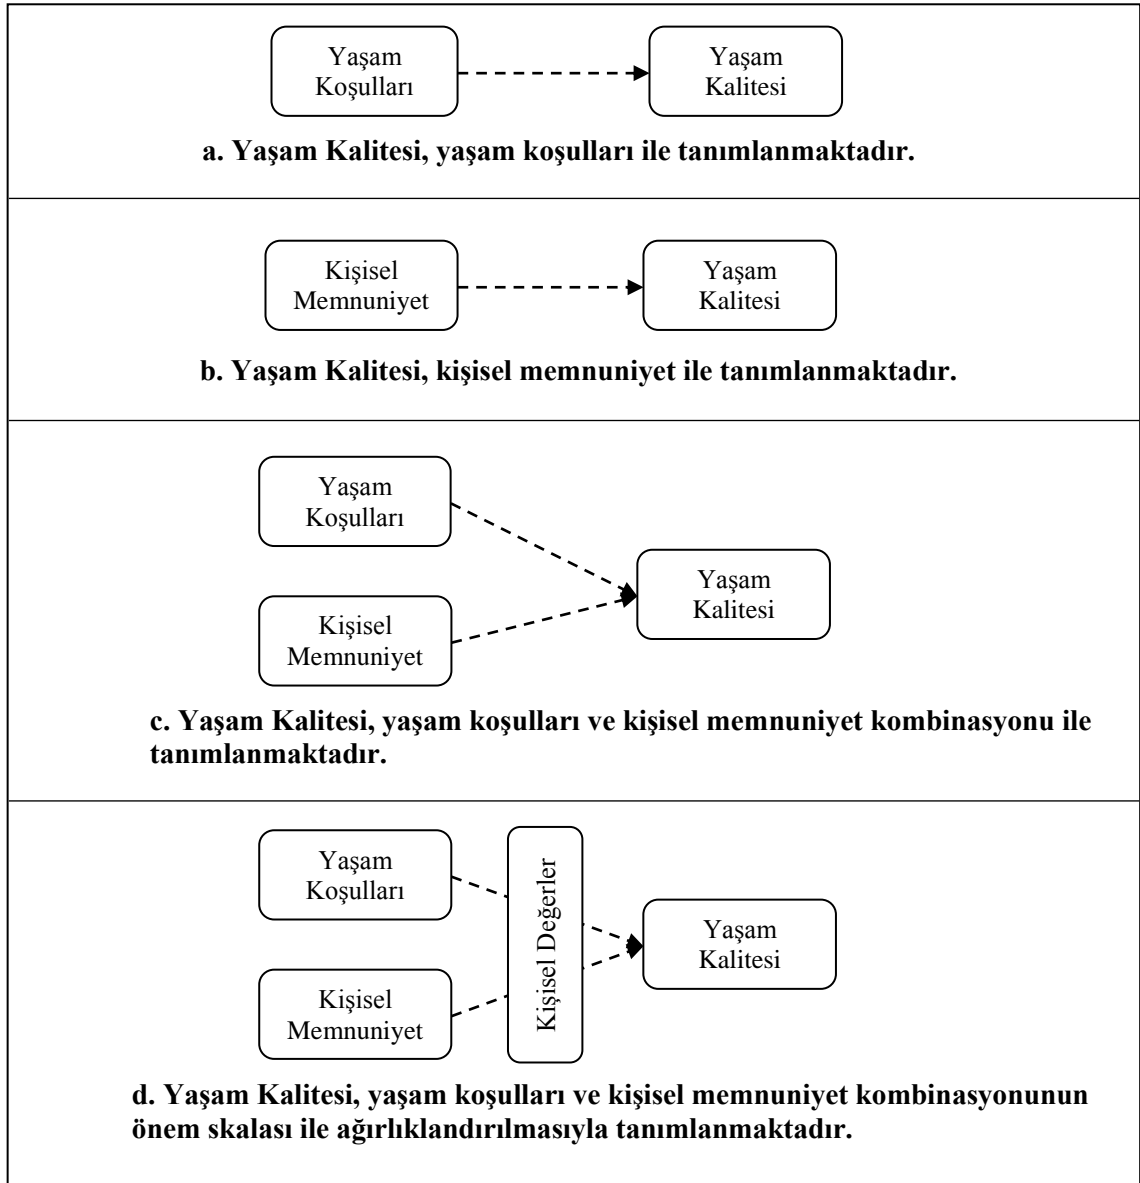 Yaşam
Koşulları
Yaşam
Kalitesi
a. Yaşam Kalitesi, yaşam koşulları ile tanımlanmaktadır.
Kişisel
Memnuniyet
Yaşam
Kalitesi
b. Yaşam Kalitesi, kişisel memnuniyet ile tanımlanmaktadır.
Yaşam
Koşulları
Kişisel
Memnuniyet
Yaşam
Kalitesi
c. Yaşam Kalitesi, yaşam koşulları ve kişisel memnuniyet kombinasyonu ile
tanımlanmaktadır.
Yaşam
Koşulları
Kişisel
Memnuniyet
Kişisel Değerler
Yaşam
Kalitesi
d. Yaşam Kalitesi, yaşam koşulları ve kişisel memnuniyet kombinasyonunun
önem skalası ile ağırlıklandırılmasıyla tanımlanmaktadır.